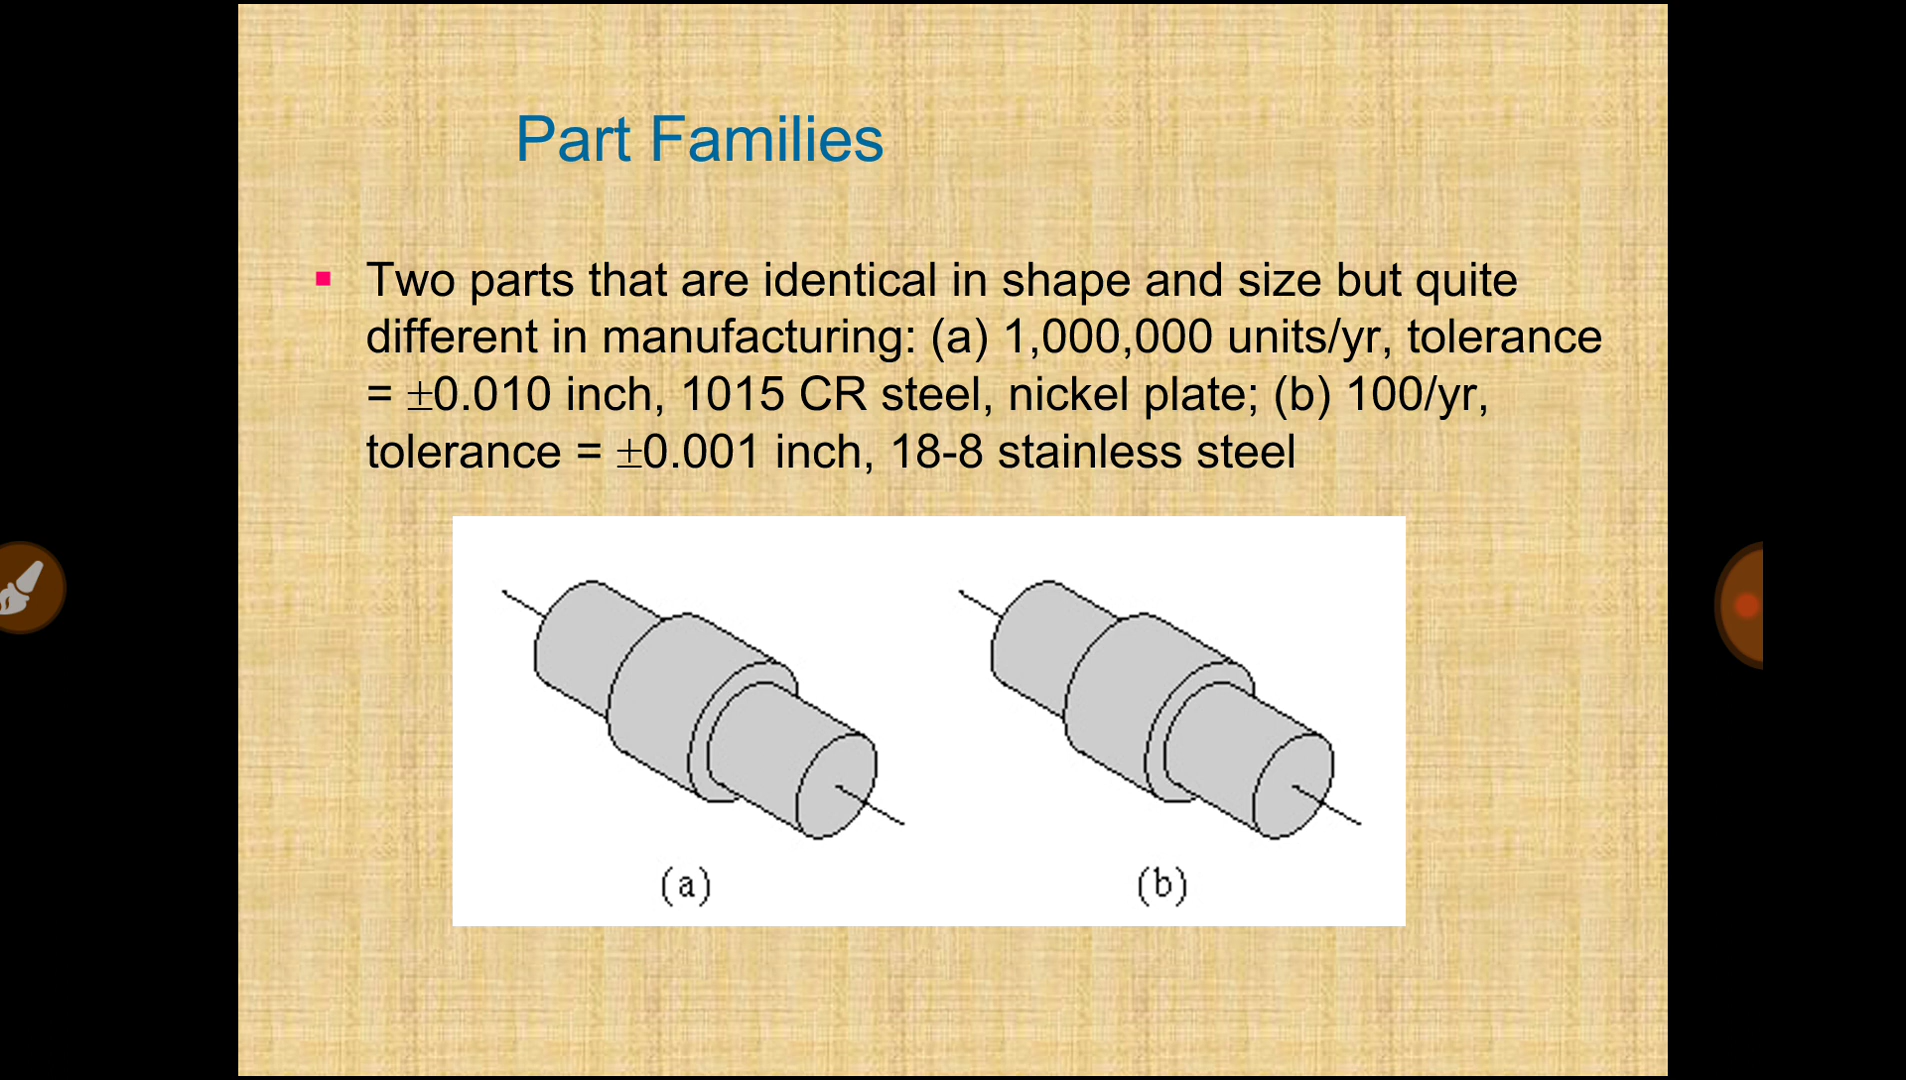 Part Families
▪ Two parts that are identical in shape and size but quite
different in manufacturing: (a) 1,000,000 units/yr, tolerance
= ±0.010 inch, 1015 CR steel, nickel plate; (b) 100/yr,
tolerance = ±0.001 inch, 18-8 stainless steel
(a) (b)